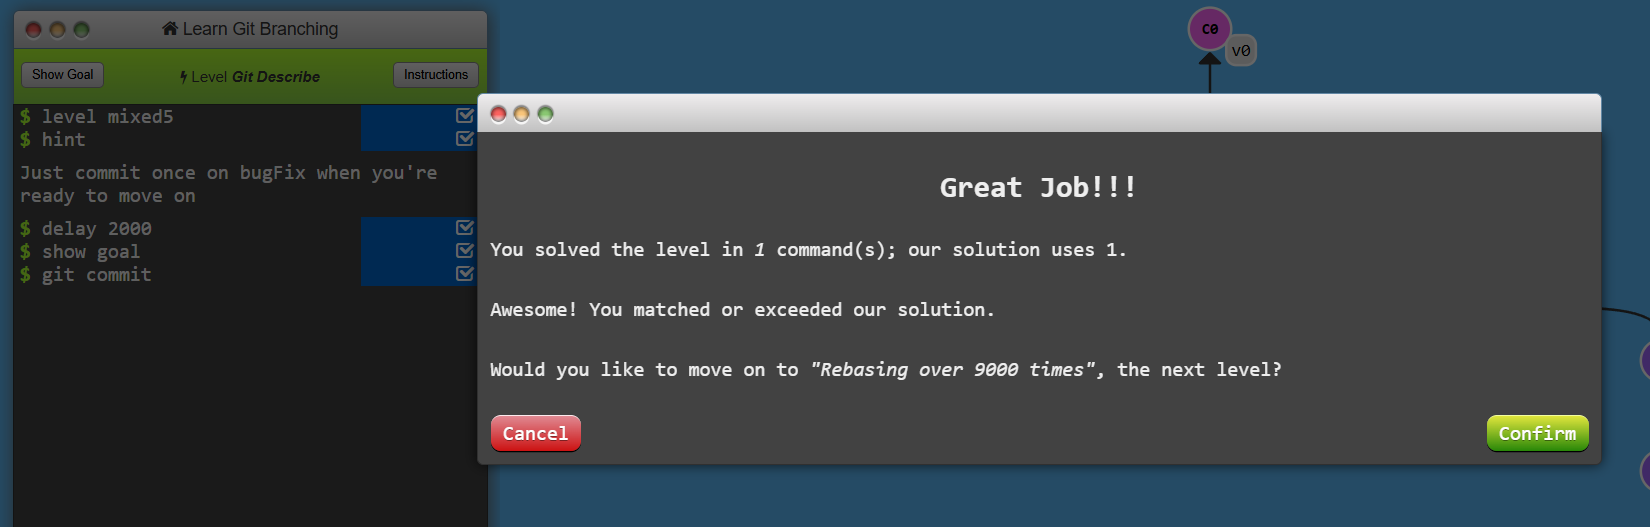 Learn Git Branching
Show Goal
Level Git Describe
Instructions
$ level mixed5
$ hint
Just commit once on bugFix when you're
ready to move on
$ delay 2000
$ show goal
$ git commit
C0
v0
Great Job!!!
You solved the level in 1 command(s); our solution uses 1.
Awesome! You matched or exceeded our solution.
Would you like to move on to "Rebasing over 9000 times", the next level?
Cancel
Confirm